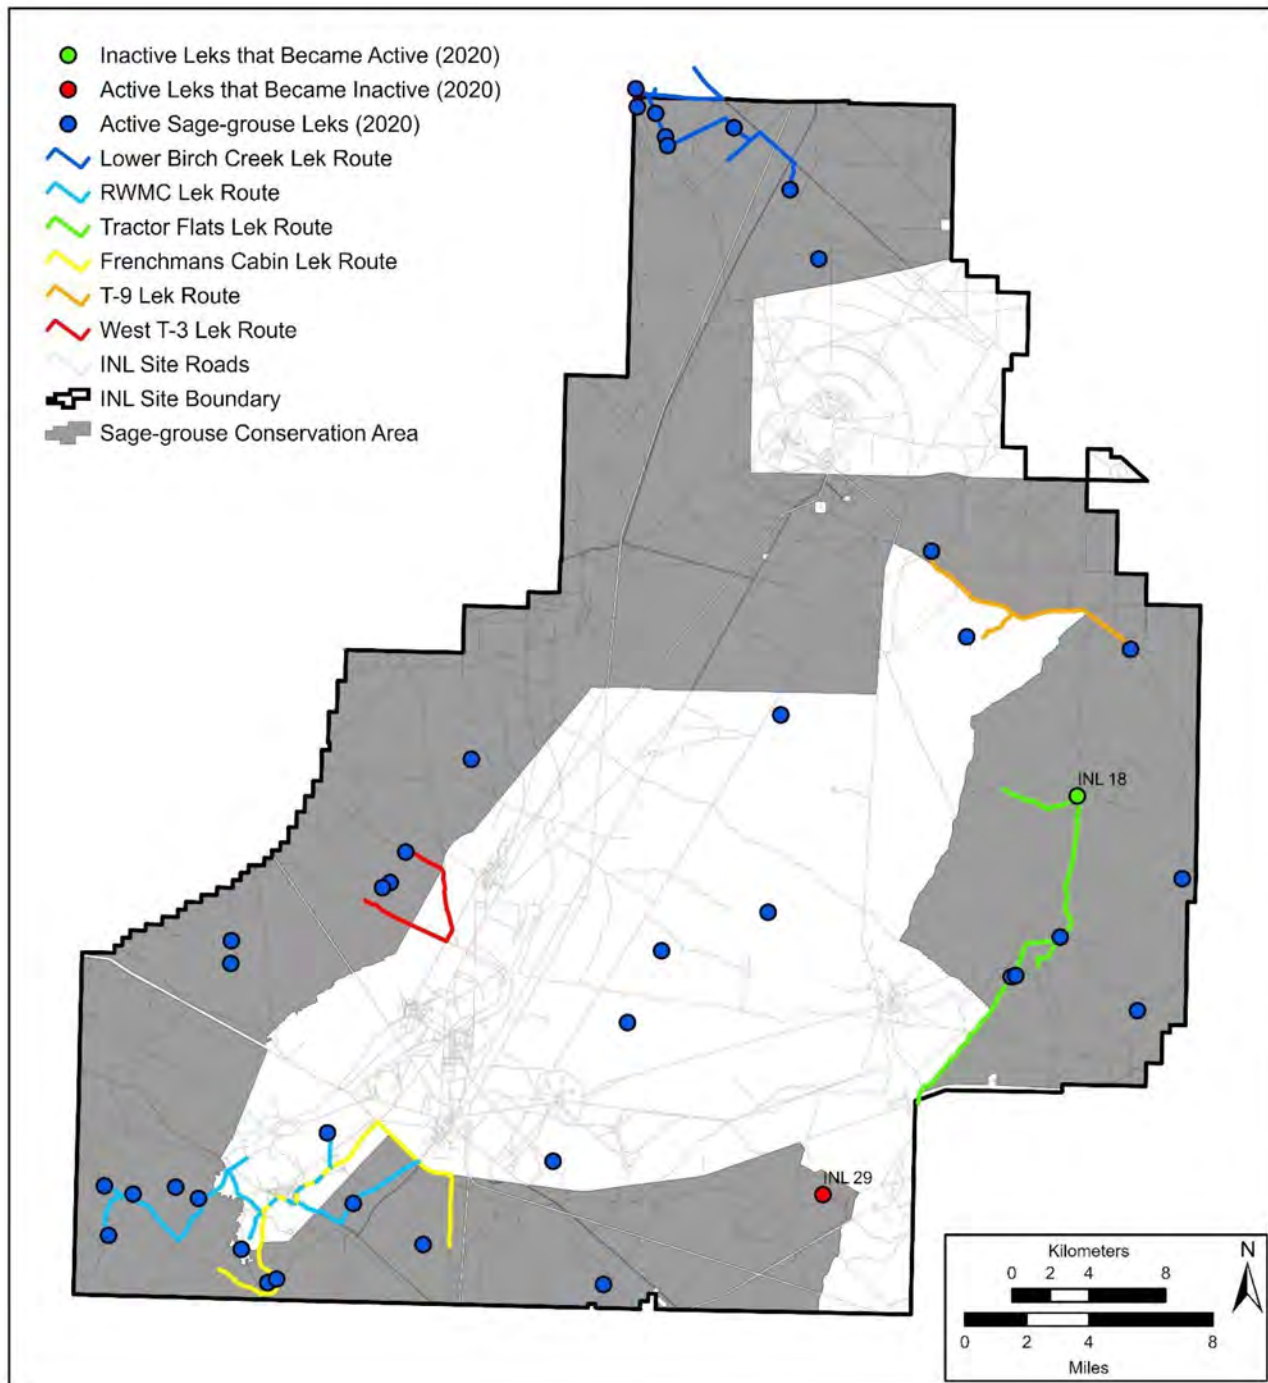 Inactive Leks that Became Active (2020)
Active Leks that Became Inactive (2020)
Active Sage-grouse Leks (2020)
Lower Birch Creek Lek Route
RWMC Lek Route
Tractor Flats Lek Route
Frenchmans Cabin Lek Route
T-9 Lek Route
West T-3 Lek Route
INL Site Roads
INL Site Boundary
Sage-grouse Conservation Area
INL 18
INL 29
Kilometers
0 2 4 8
0 2 4 8
Miles
N